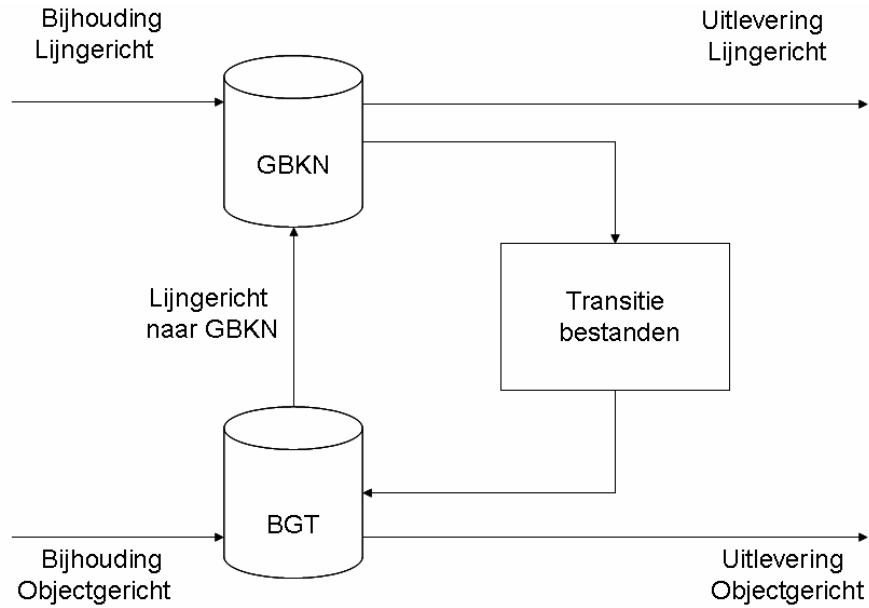 Bijhouding
Lijngericht
Uitlevering
Lijngericht
GBKN
Lijngericht
naar GBKN
Transitie
bestanden
BGT
Bijhouding
Objectgericht
Uitlevering
Objectgericht